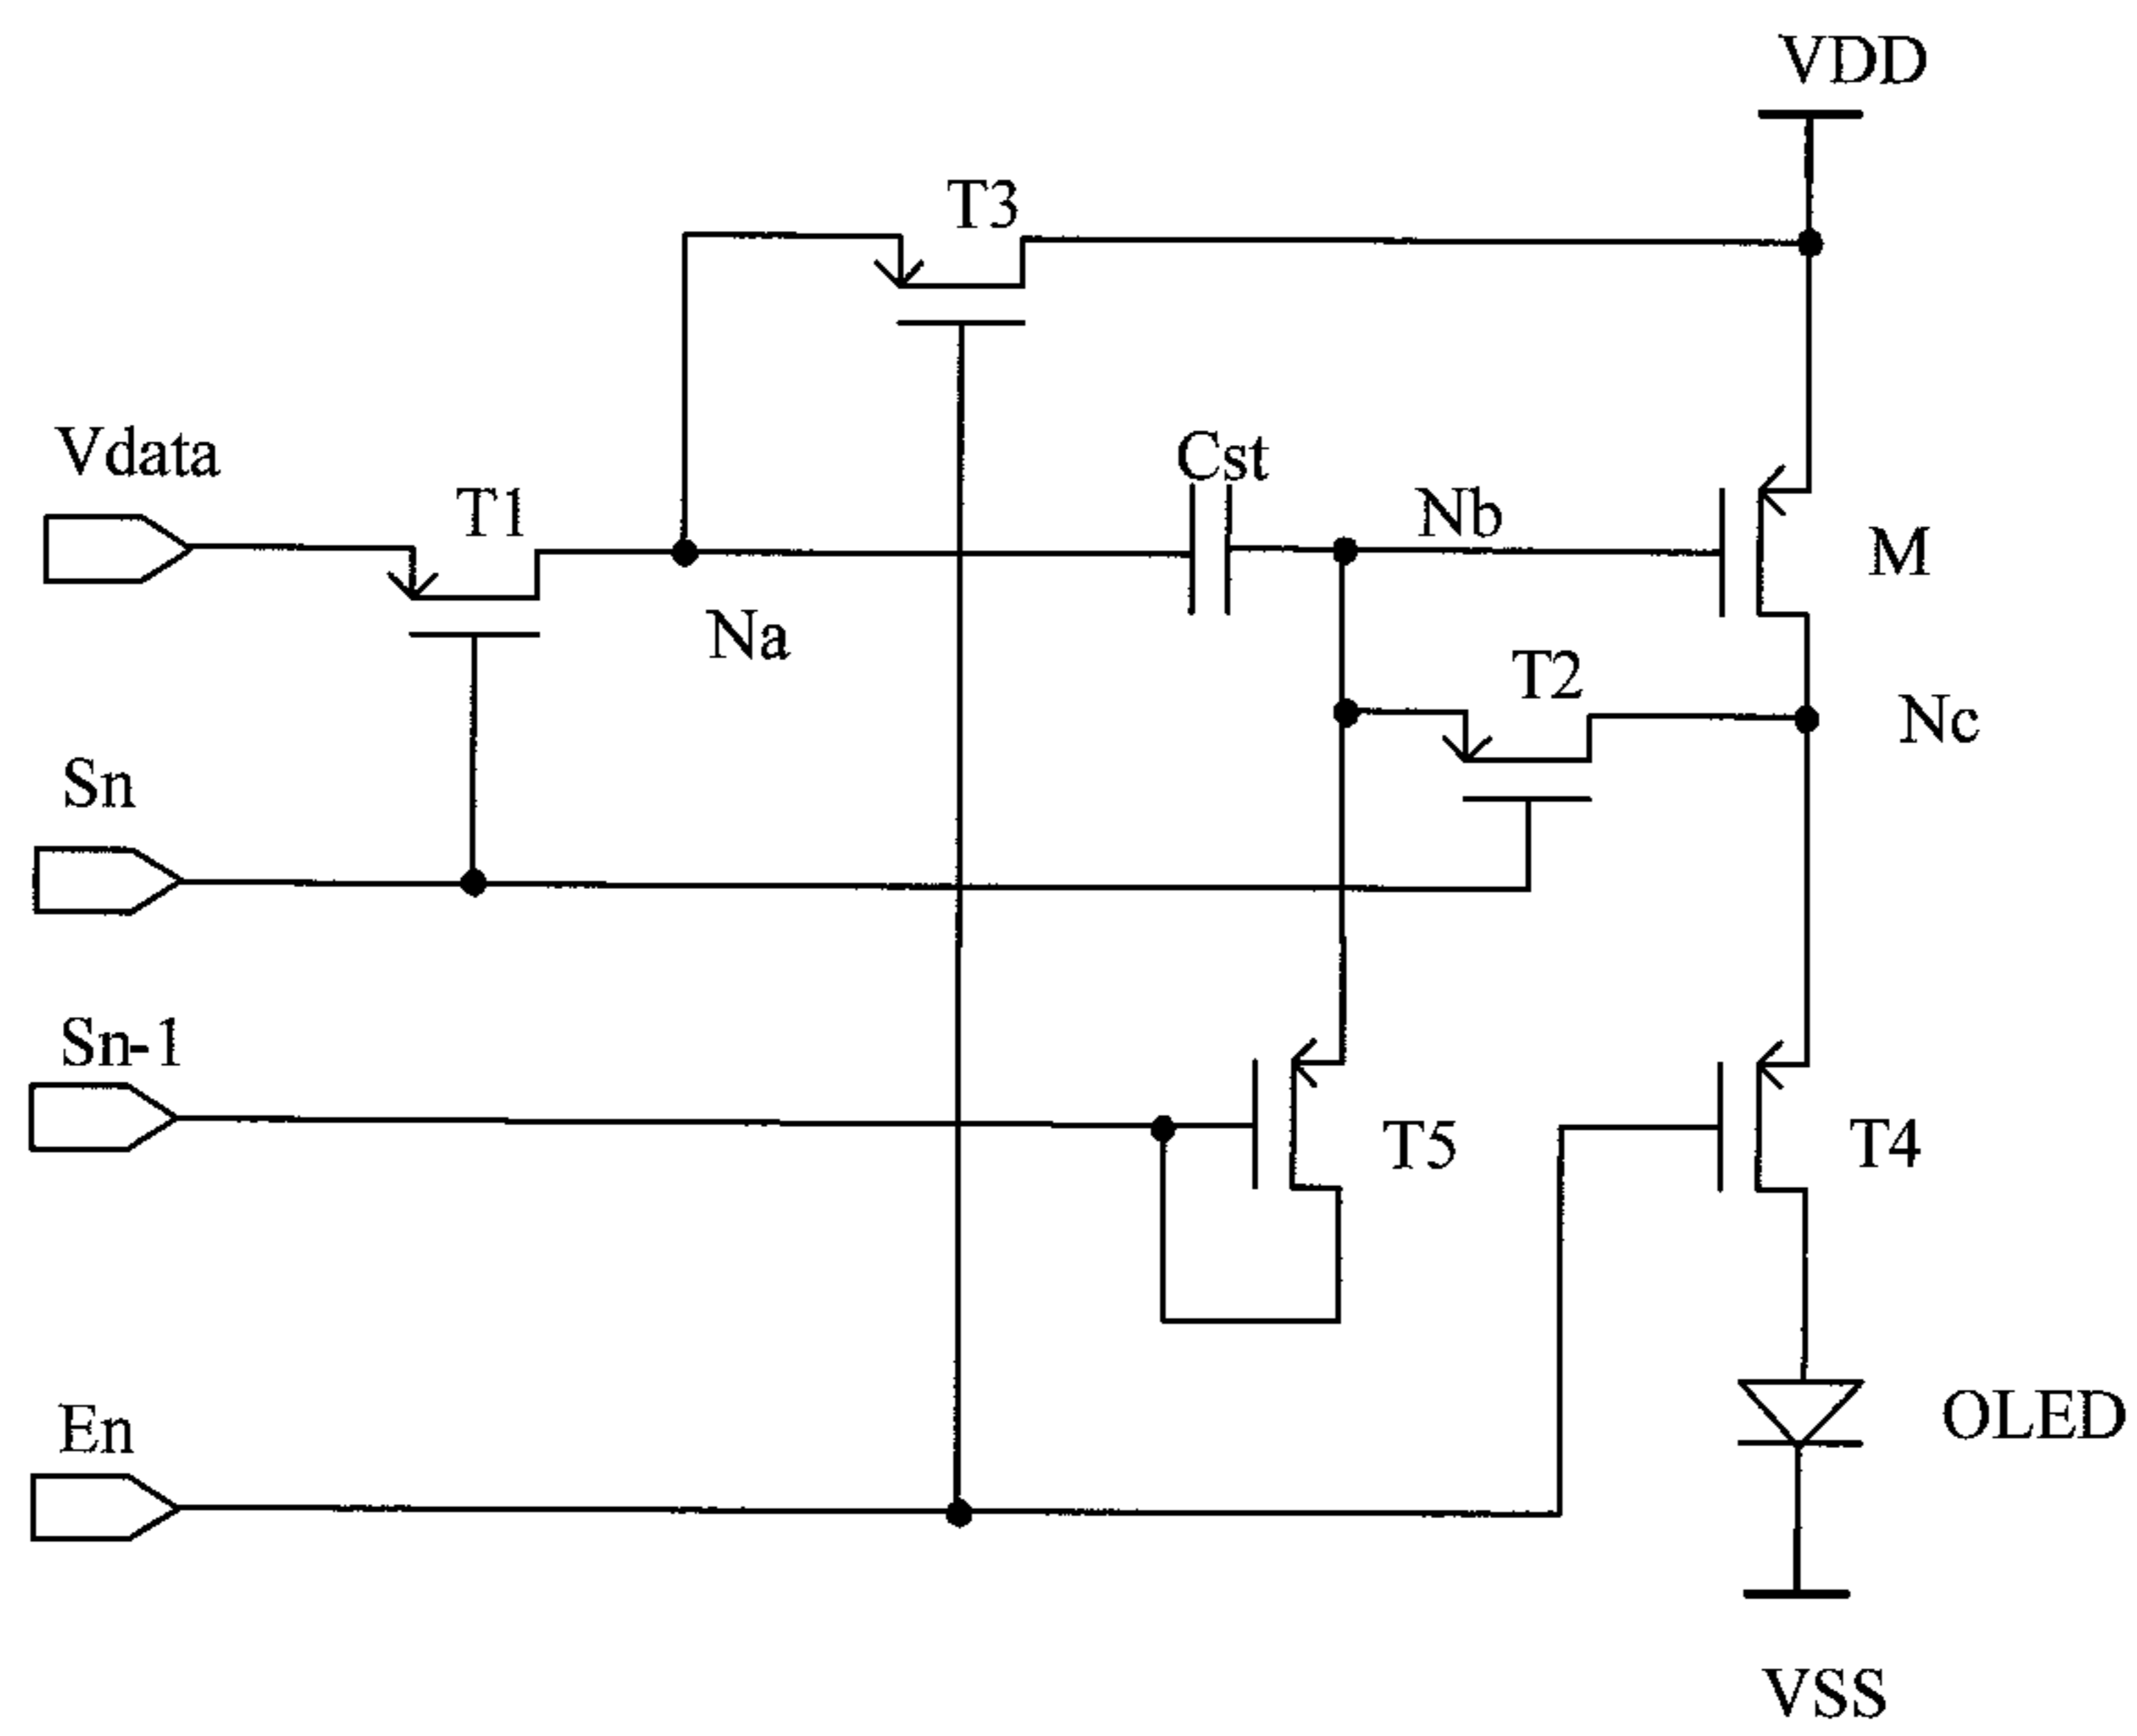 VDD
T3
Vdata
T1
Cst
Nb
M
Na
T2
Nc
Sn
Sn-1
T5
T4
En
OLED
VSS